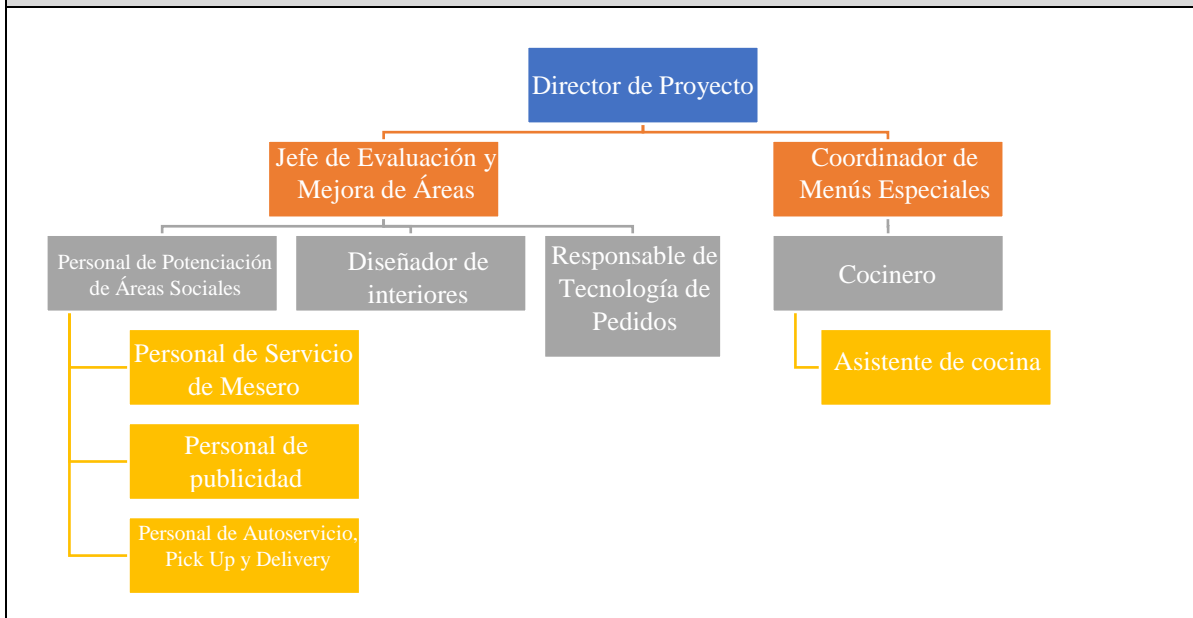 Director de Proyecto
Jefe de Evaluación y
Mejora de Áreas
Coordinador de
Menús Especiales
Personal de Potenciación
de Áreas Sociales
Diseñador de
interiores
Responsable de
Tecnología de
Pedidos
Cocinero
Personal de Servicio
de Mesero
Asistente de cocina
Personal de
publicidad
Personal de Autoservicio,
Pick Up y Delivery